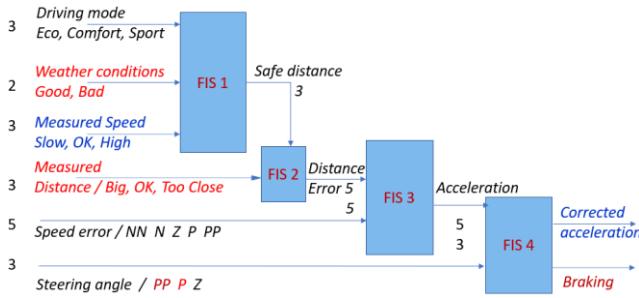 3
Driving mode
Eco, Comfort, Sport
2
Weather conditions
Good, Bad
FIS 1
Safe distance
3
3
Measured Speed
Slow, OK, High
3
Measured
Distance / Big, OK, Too Close
FIS 2
Distance
Error 5
5
FIS 3
Acceleration
5
3
5
Speed error / NN N Z P PP
FIS 4
Corrected
acceleration
3
Steering angle / PP P Z
Braking